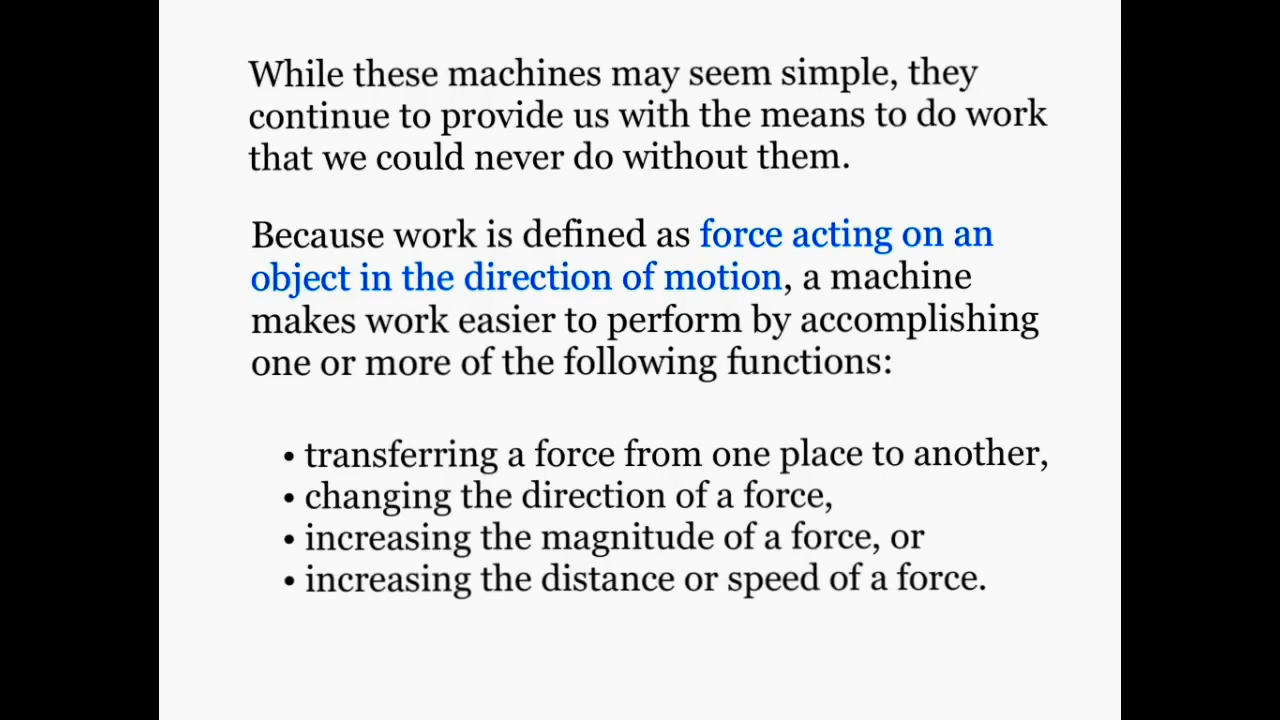 While these machines may seem simple, they
continue to provide us with the means to do work
that we could never do without them.
Because work is defined as force acting on an
object in the direction of motion, a machine
makes work easier to perform by accomplishing
one or more of the following functions:
• transferring a force from one place to another,
• changing the direction of a force,
• increasing the magnitude of a force, or
• increasing the distance or speed of a force.